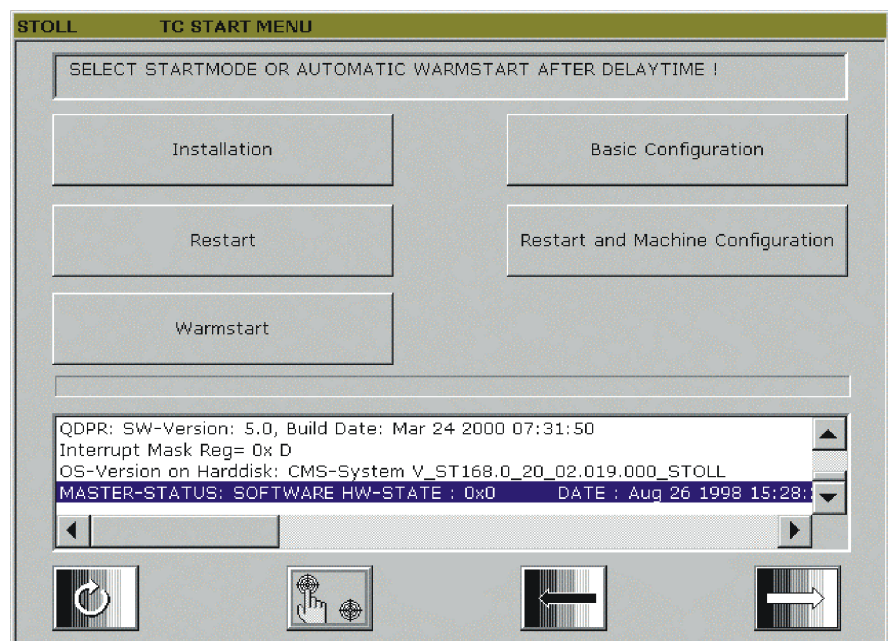 STOLL TC START MENU
SELECT STARTMODE OR AUTOMATIC WARMSTART AFTER DELAYTIME !
Installation
Basic Configuration
Restart
Restart and Machine Configuration
Warmstart
QDPR: SW-Version: 5.0, Build Date: Mar 24 2000 07:31:50
Interrupt Mask Reg= 0x D
OS-Version on Harddisk: CMS-System V_ST168.0_20_02.019.000_STOLL
MASTER-STATUS: SOFTWARE HW-STATE : 0x0 DATE : Aug 26 1998 15:28: